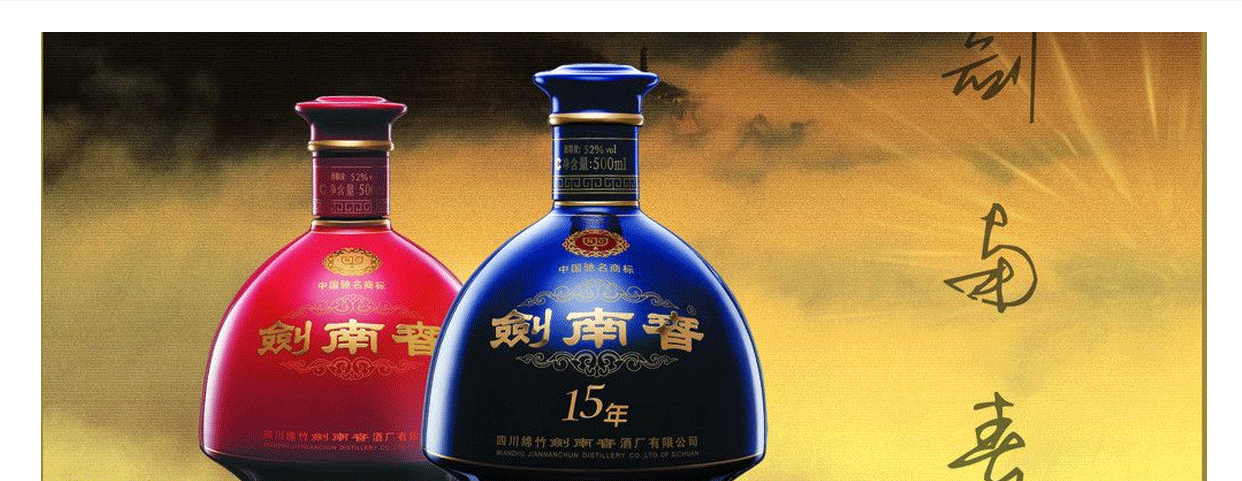 酒精度: 52%
净含量:50
中国驰名商标
劍南春
四川绵竹劍南春酒厂有限
酒精度: 52%vol
净含量:500ml
中国驰名商标
劍南春®
15年
四川绵竹劍南春酒厂有限公司
MIANZHU JIANNANCHUN DISTILLERY CO.,LTD.OF SICHUAN
剑
南
春